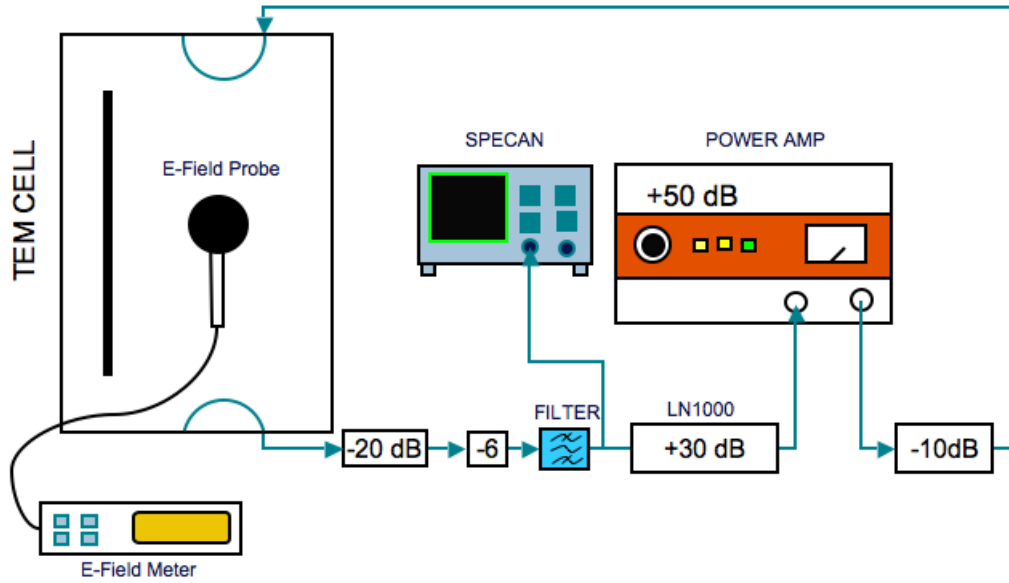 TEM CELL
E-Field Probe
SPECAN
POWER AMP
+50 dB
FILTER
LN1000
-20 dB
-6
+30 dB
-10dB
E-Field Meter